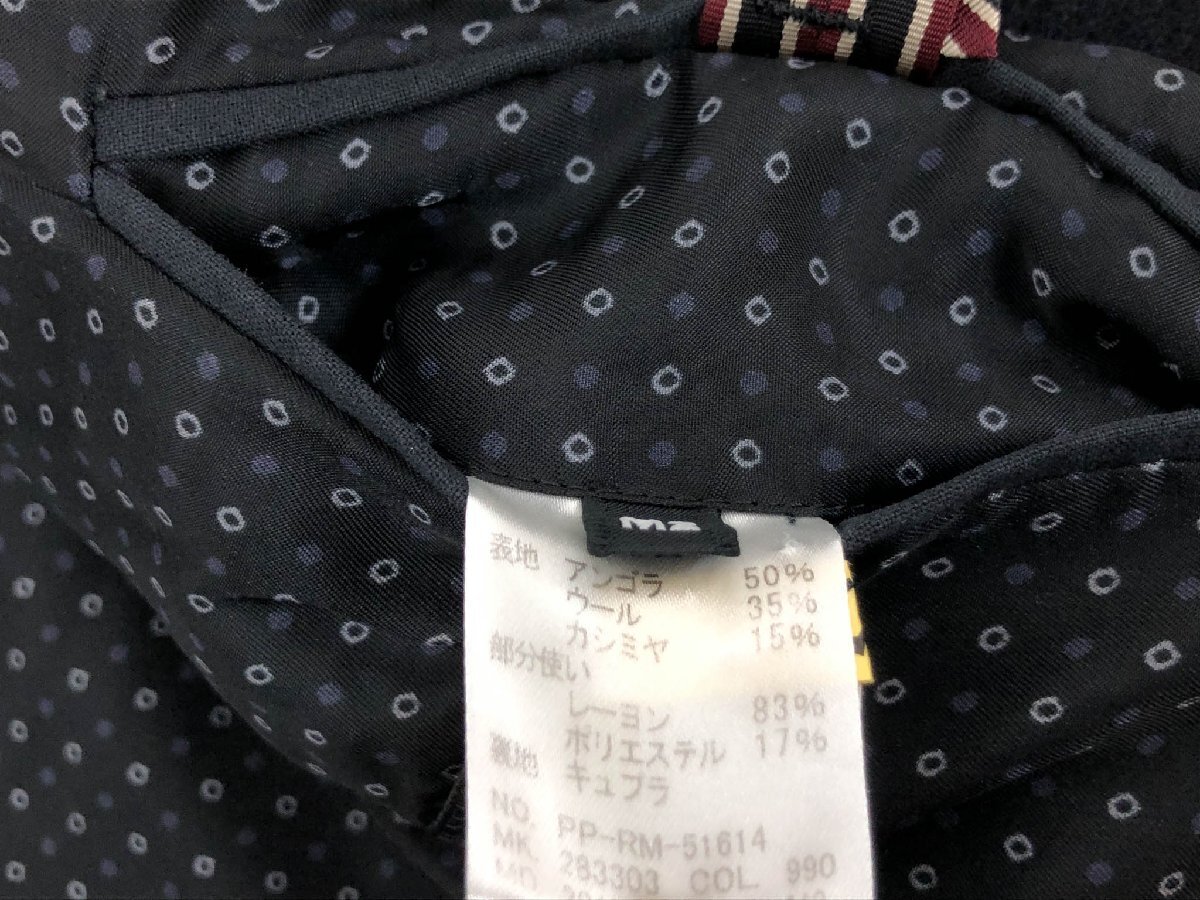 M2
表地 アンゴラ 50%
ウール 35%
カシミヤ 15%
部分使い
レーヨン 83%
ポリエステル 17%
裏地 キュプラ
NO. PP-RM-51614
MK. 283303 COL 990